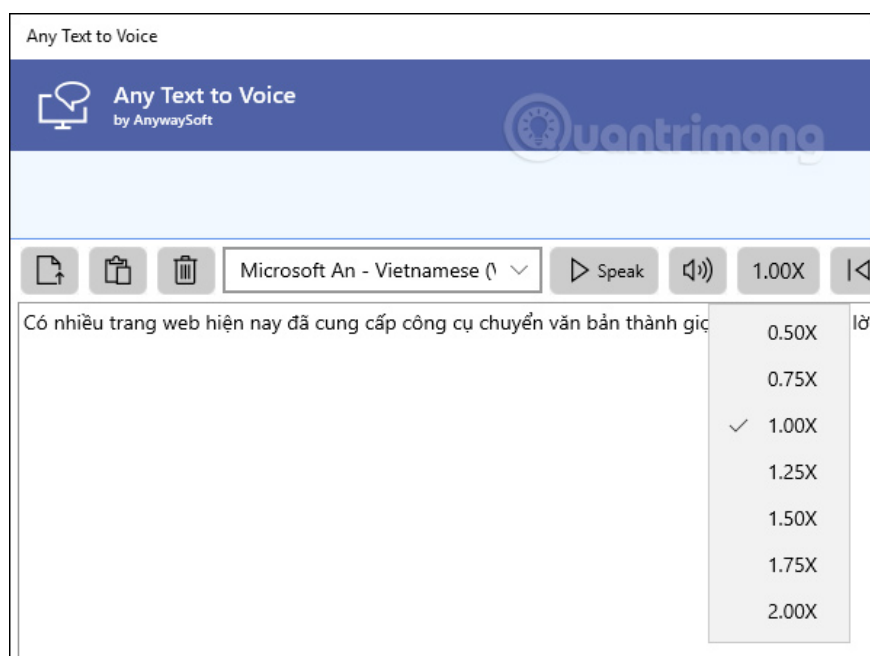 Any Text to Voice
Any Text to Voice
by AnywaySoft
Quantrimang
Microsoft An - Vietnamese (V
Speak
1.00X
Có nhiều trang web hiện nay đã cung cấp công cụ chuyển văn bản thành giọ
0.50X
0.75X
1.00X
1.25X
1.50X
1.75X
2.00X